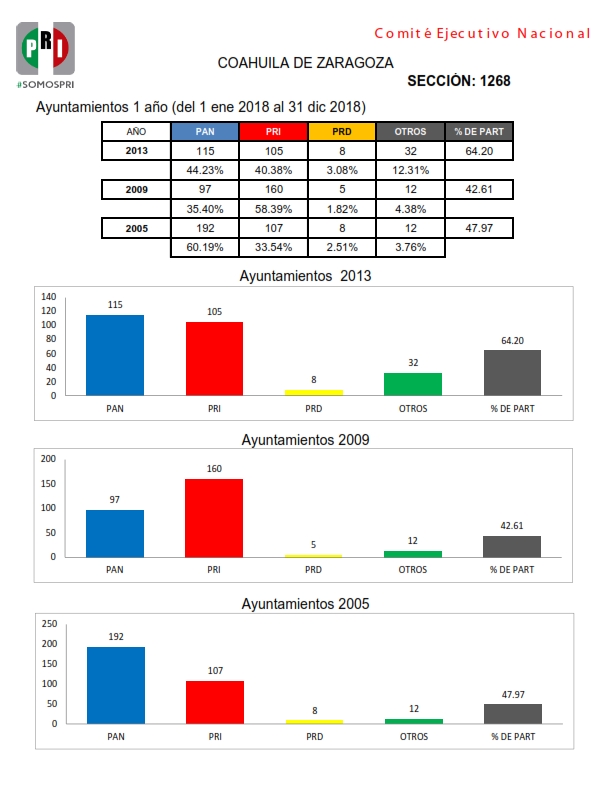 Comité Ejecutivo Nacional
PRI
#SOMOSPRI
COAHUILA DE ZARAGOZA
SECCIÓN: 1268
Ayuntamientos 1 año (del 1 ene 2018 al 31 dic 2018)
AÑO PAN PRI PRD OTROS % DE PART
2013 115 105 8 32 64.20
44.23% 40.38% 3.08% 12.31%
2009 97 160 5 12 42.61
35.40% 58.39% 1.82% 4.38%
2005 192 107 8 12 47.97
60.19% 33.54% 2.51% 3.76%
Ayuntamientos 2013
140
120
100
80
60
40
20
0
115 105 8 32 64.20
PAN PRI PRD OTROS % DE PART
Ayuntamientos 2009
200
150
100
50
0
97 160 5 12 42.61
PAN PRI PRD OTROS % DE PART
Ayuntamientos 2005
250
200
150
100
50
0
192 107 8 12 47.97
PAN PRI PRD OTROS % DE PART